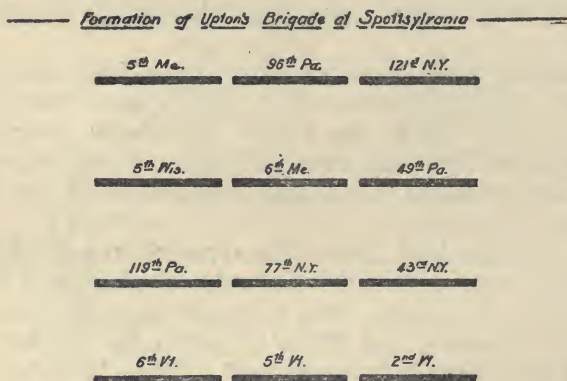 Formation of Upton's Brigade at Spottsylvania
5th Me. 96th Pa. 121st N.Y.
5th Wis. 6th Me. 49th Pa.
119th Pa. 77th N.Y. 43rd N.Y.
6th Vt. 5th Vt. 2nd Vt.